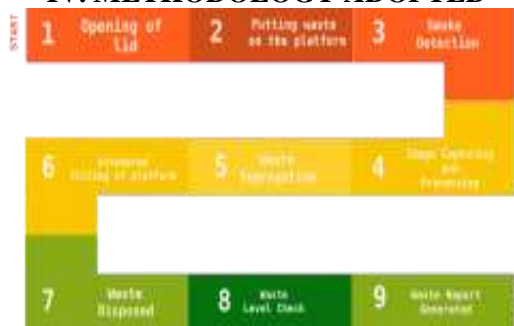 IV. METHODOLOGY ADOPTED
START
1 Opening of
Lid
2 Putting waste
on the platform
3 Smoke
Detection
4 Image Capturing
and
Processing
5 Waste
Segregation
6 Automated
Tilting of platform
7 Waste
Disposed
8 Waste
Level Check
9 Waste Report
Generated